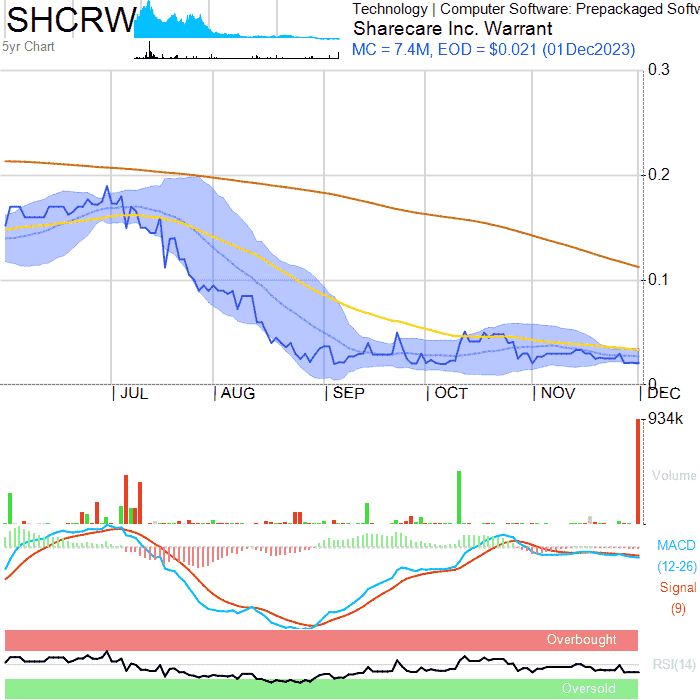 SHCRW
5yr Chart
Technology | Computer Software: Prepackaged Softw
Sharecare Inc. Warrant
MC = 7.4M, EOD = $0.021 (01Dec2023)
0.3
0.2
0.1
0
| JUL | AUG | SEP | OCT | NOV | DEC
934k
Volume
MACD
(12-26)
Signal
(9)
Overbought
RSI(14)
Oversold